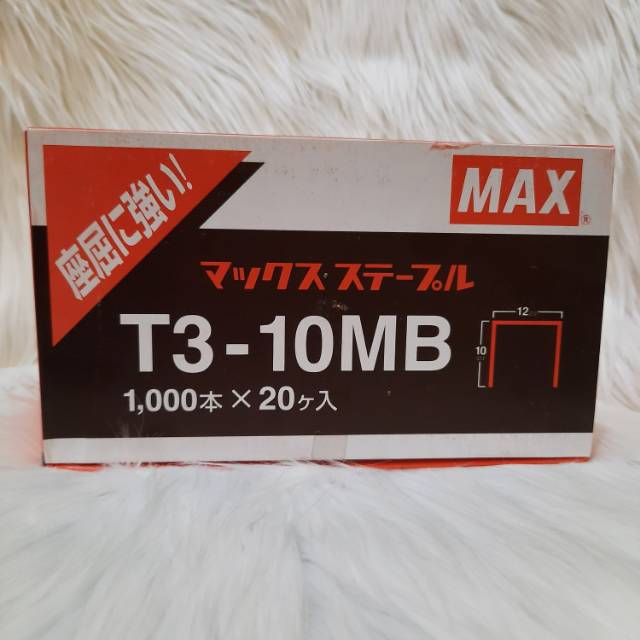 座屈に強い!
MAX®
マックス ステープル
T3-10MB
1,000本×20ヶ入
12
10